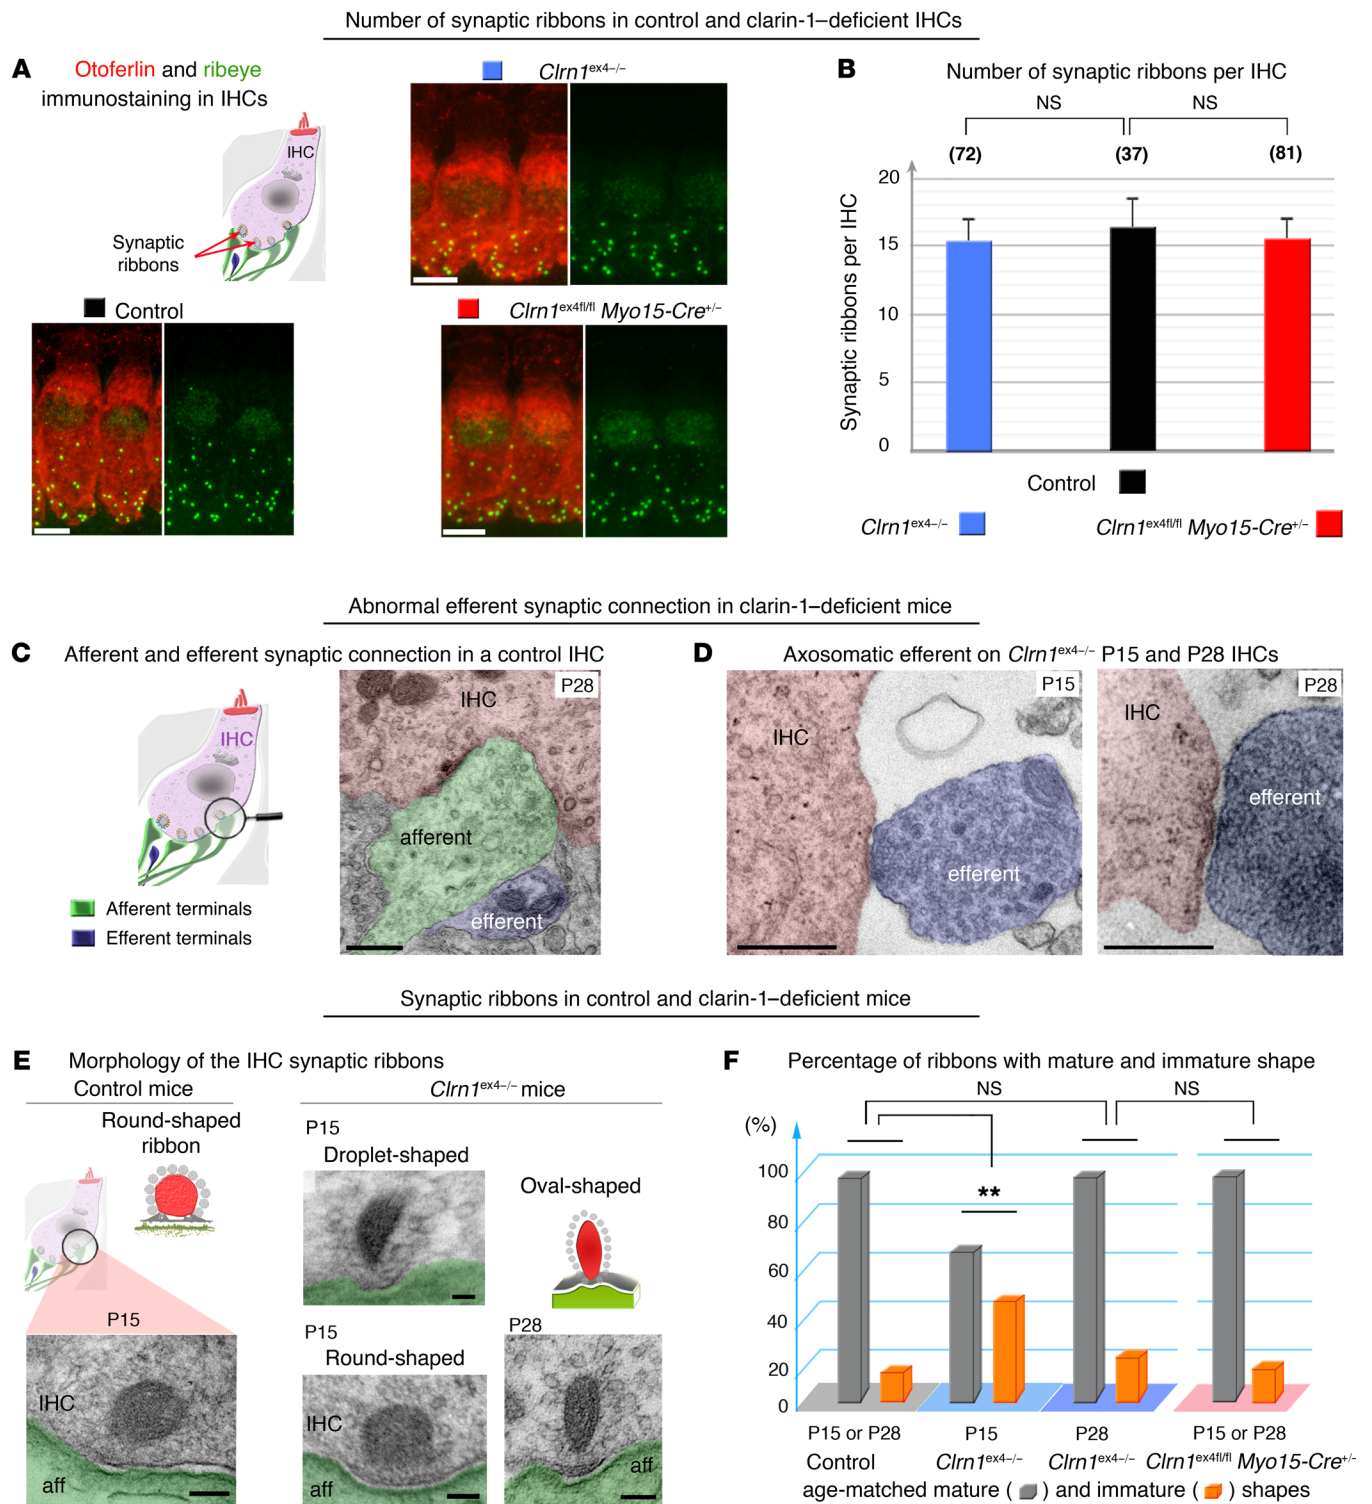 Number of synaptic ribbons in control and clarin-1–deficient IHCs
A
Otoferlin and ribeye
immunostaining in IHCs
IHC
Synaptic
ribbons
Clrn1ex4–/–
Control
Clrn1ex4fl/fl Myo15-Cre+/–
B
Number of synaptic ribbons per IHC
NS NS
(72) (37) (81)
Synaptic ribbons per IHC
20
15
10
5
0
Control
Clrn1ex4–/–
Clrn1ex4fl/fl Myo15-Cre+/–
Abnormal efferent synaptic connection in clarin-1–deficient mice
C
Afferent and efferent synaptic connection in a control IHC
IHC
Afferent terminals
Efferent terminals
P28
IHC
afferent
efferent
D
Axosomatic efferent on Clrn1ex4–/– P15 and P28 IHCs
P15
IHC
efferent
P28
IHC
efferent
Synaptic ribbons in control and clarin-1–deficient mice
E
Morphology of the IHC synaptic ribbons
Control mice
Round-shaped
ribbon
P15
IHC
aff
Clrn1ex4–/– mice
P15
Droplet-shaped
Oval-shaped
P15
Round-shaped
IHC
aff
P28
aff
F
Percentage of ribbons with mature and immature shape
NS NS
**
(%)
100
80
60
40
20
0
P15 or P28 P15 P28 P15 or P28
Control Clrn1ex4–/– Clrn1ex4–/– Clrn1ex4fl/fl Myo15-Cre+/–
age-matched mature ( ) and immature ( ) shapes